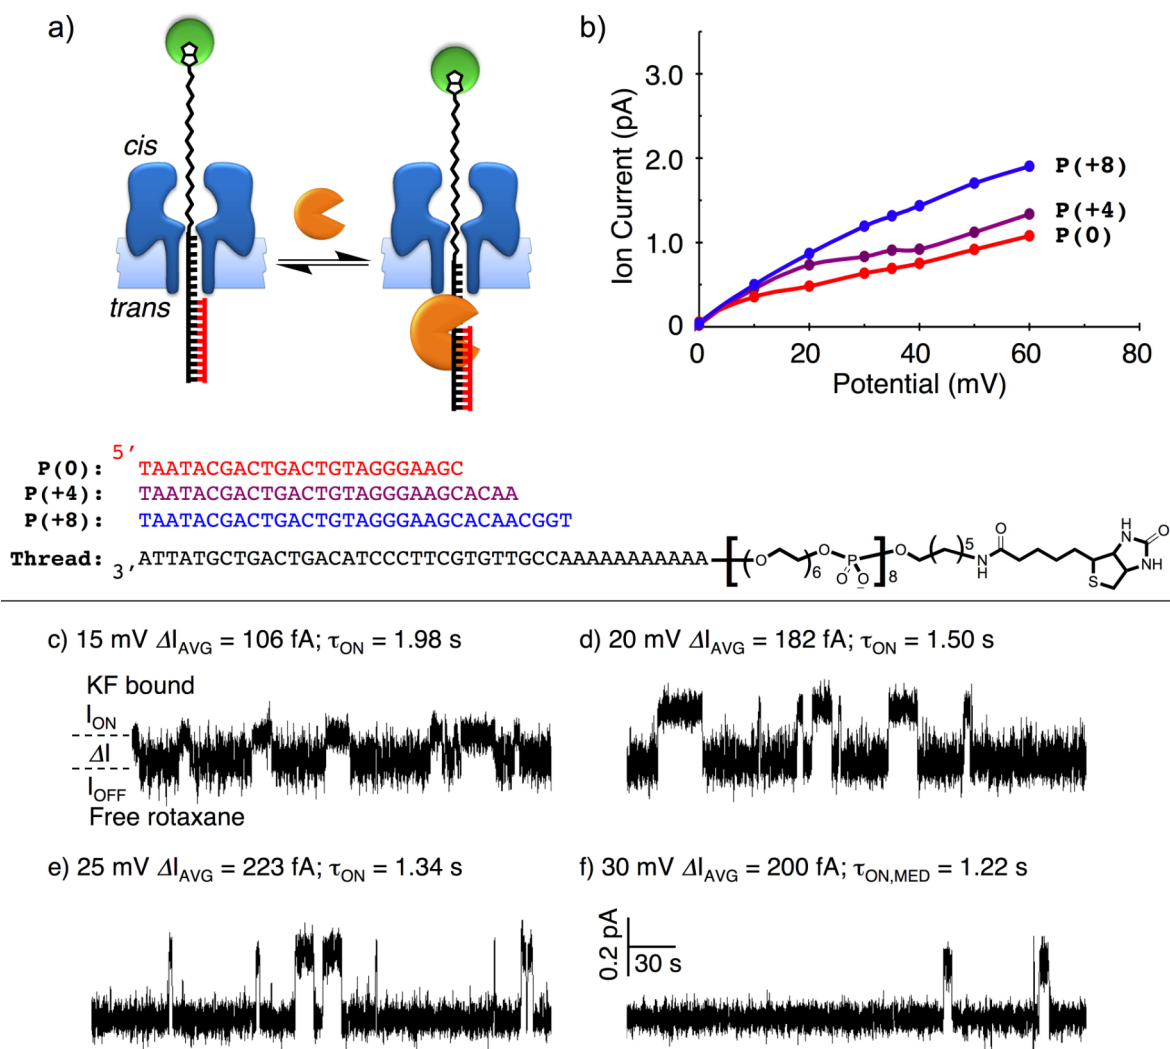 a)
cis
trans
b)
Ion Current (pA)
3.0
2.0
1.0
0
0 20 40 60 80
Potential (mV)
P(+8)
P(+4)
P(0)
5’
P(0): TAATACGACTGACTGTAGGGAAGC
P(+4): TAATACGACTGACTGTAGGGAAGCACAA
P(+8): TAATACGACTGACTGTAGGGAAGCACAACGGT
Thread: 3’ ATTATGCTGACTGACATCCCTTCGTGTTGCCAAAAAAAAAAA
O 6 O P O O − 8 O 5 N H O S H N O NH
c) 15 mV ΔI_AVG = 106 fA; τ_ON = 1.98 s
KF bound
I_ON
ΔI
I_OFF
Free rotaxane
d) 20 mV ΔI_AVG = 182 fA; τ_ON = 1.50 s
e) 25 mV ΔI_AVG = 223 fA; τ_ON = 1.34 s
f) 30 mV ΔI_AVG = 200 fA; τ_ON,MED = 1.22 s
0.2 pA
30 s